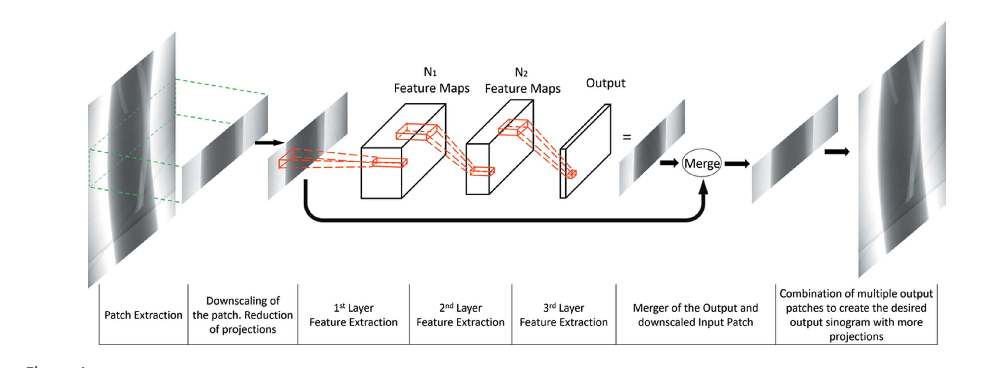 N₁
Feature Maps
N₂
Feature Maps
Output
=
Merge
Patch Extraction
Downscaling of
the patch. Reduction
of projections
1ˢᵗ Layer
Feature Extraction
2ⁿᵈ Layer
Feature Extraction
3ʳᵈ Layer
Feature Extraction
Merger of the Output and
downscaled Input Patch
Combination of multiple output
patches to create the desired
output sinogram with more
projections